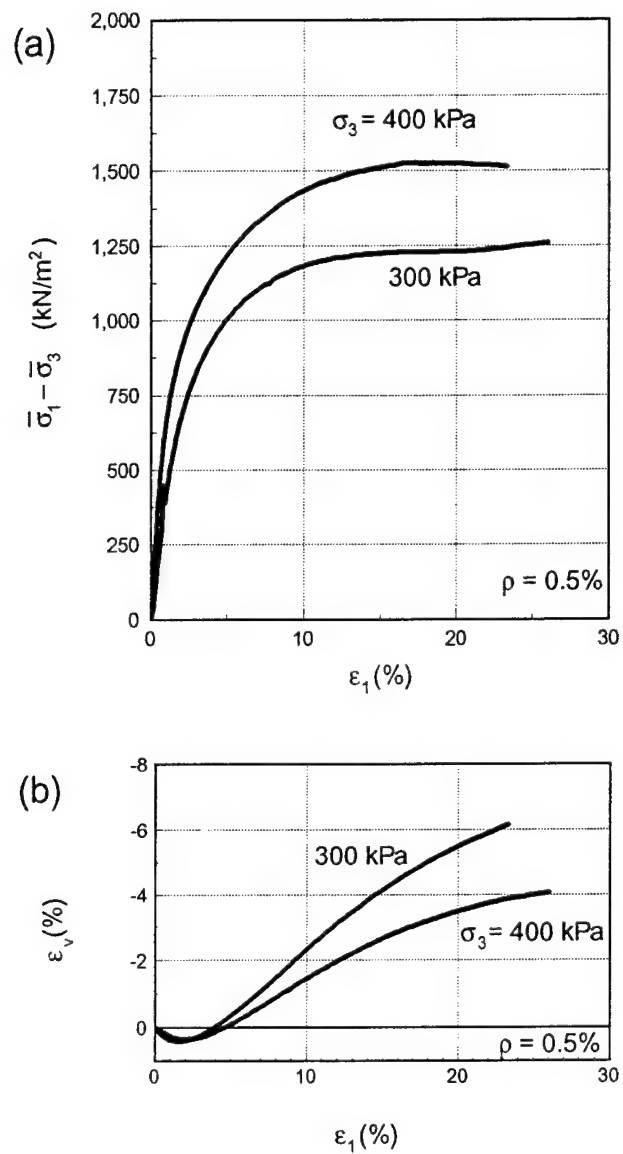 (a)
2,000
1,750
1,500
1,250
1,000
750
500
250
0
σ̅₁ – σ̅₃ (kN/m²)
σ₃ = 400 kPa
300 kPa
ρ = 0.5%
0 10 20 30
ε₁(%)
(b)
-8
-6
-4
-2
0
εᵥ(%)
300 kPa
σ₃ = 400 kPa
ρ = 0.5%
0 10 20 30
ε₁(%)